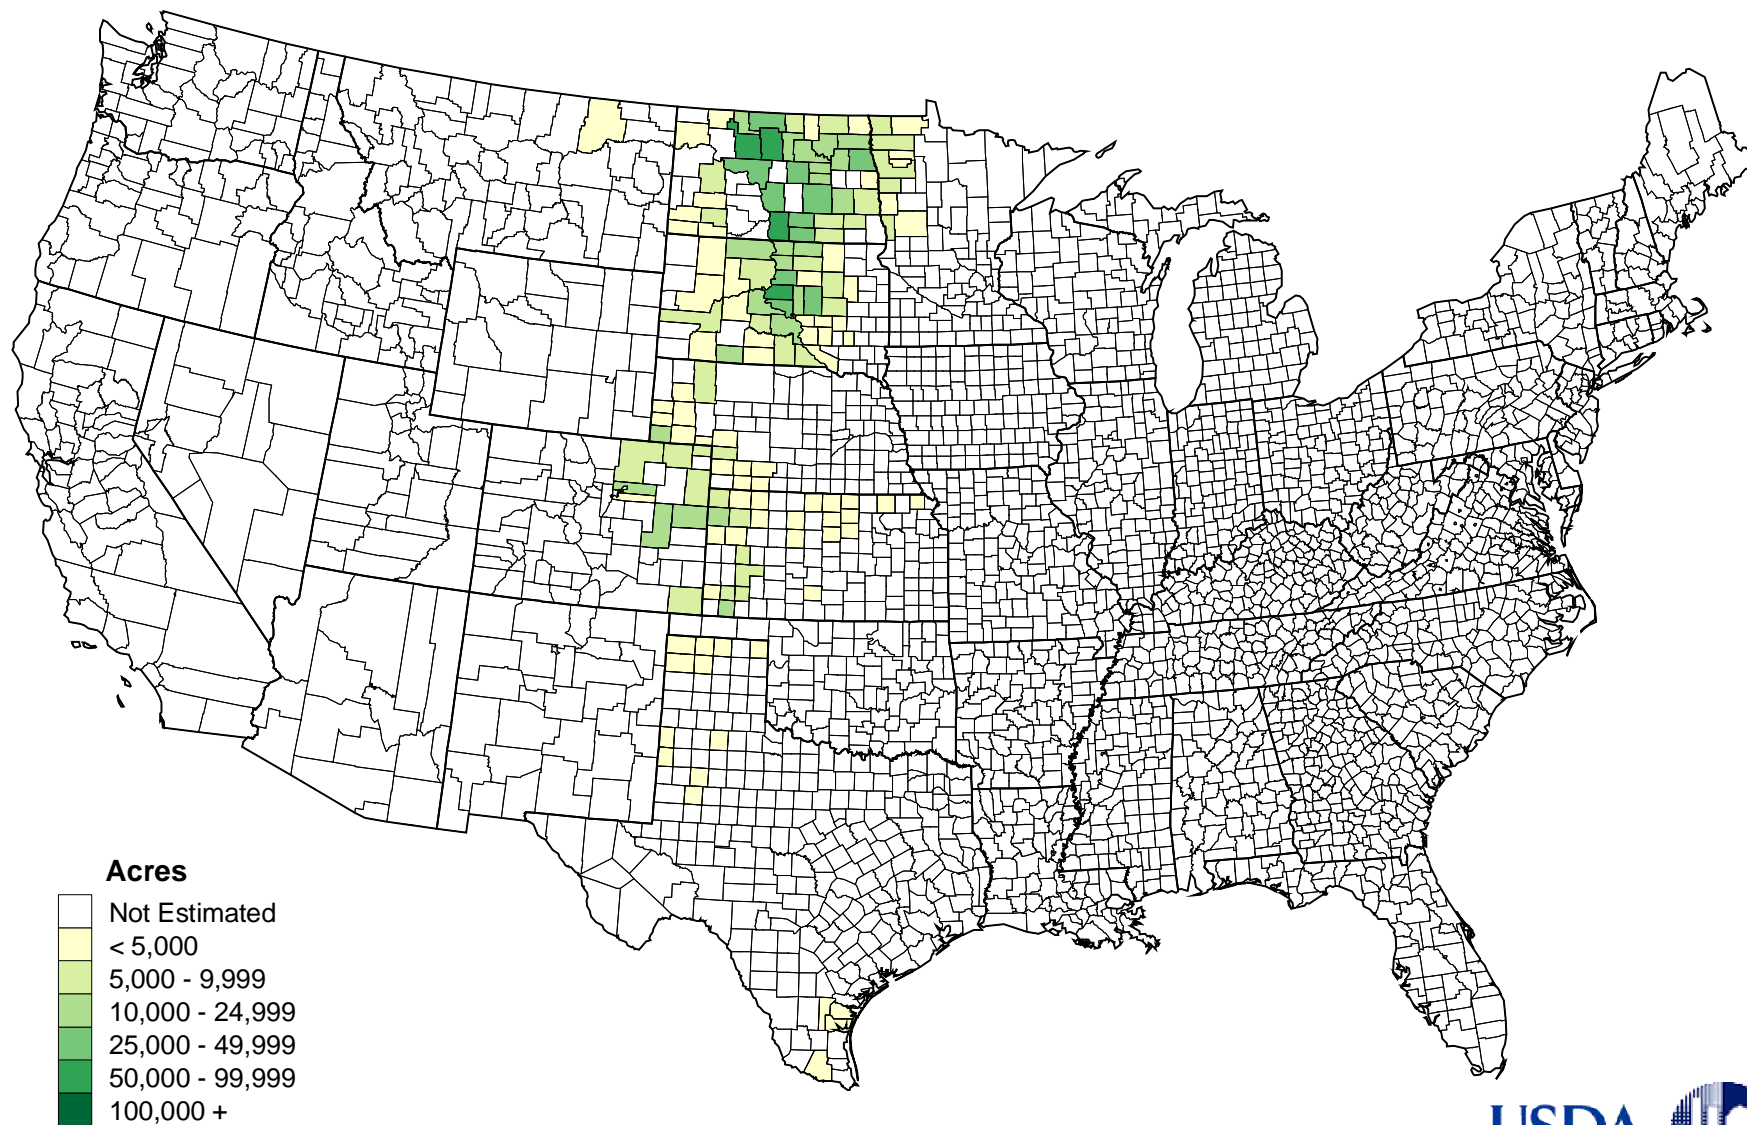 Acres
Not Estimated
< 5,000
5,000 - 9,999
10,000 - 24,999
25,000 - 49,999
50,000 - 99,999
100,000 +
USDA